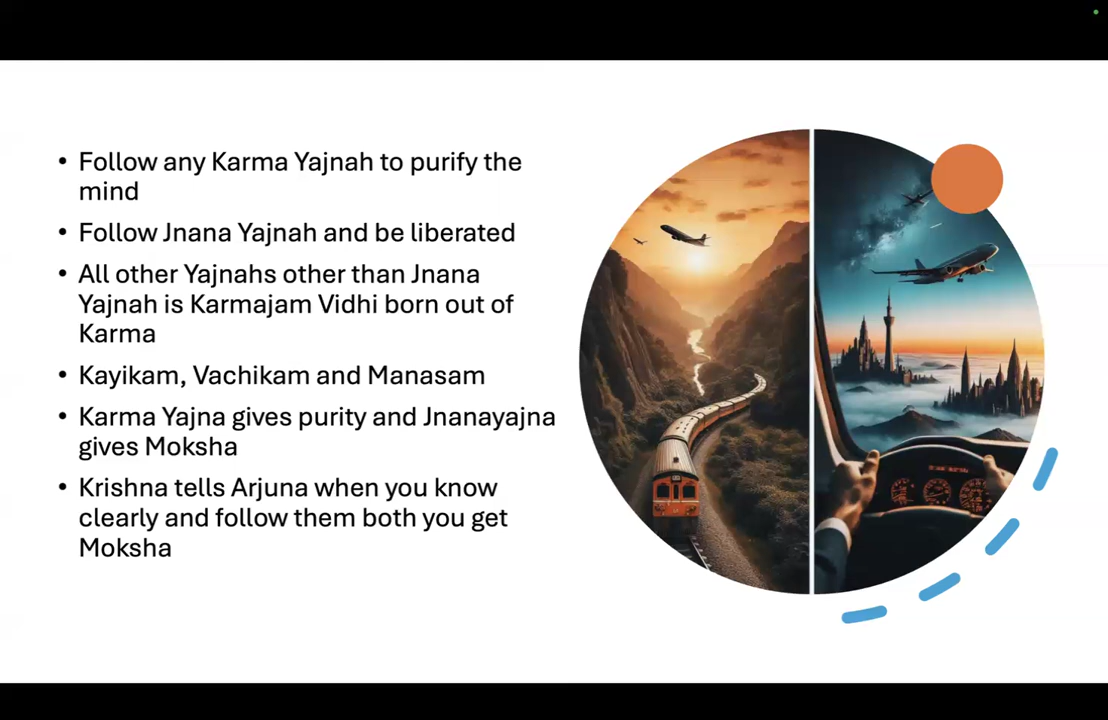 • Follow any Karma Yajnah to purify the
mind
• Follow Jnana Yajnah and be liberated
• All other Yajnahs other than Jnana
Yajnah is Karmajam Vidhi born out of
Karma
• Kayikam, Vachikam and Manasam
• Karma Yajna gives purity and Jnanayajna
gives Moksha
• Krishna tells Arjuna when you know
clearly and follow them both you get
Moksha